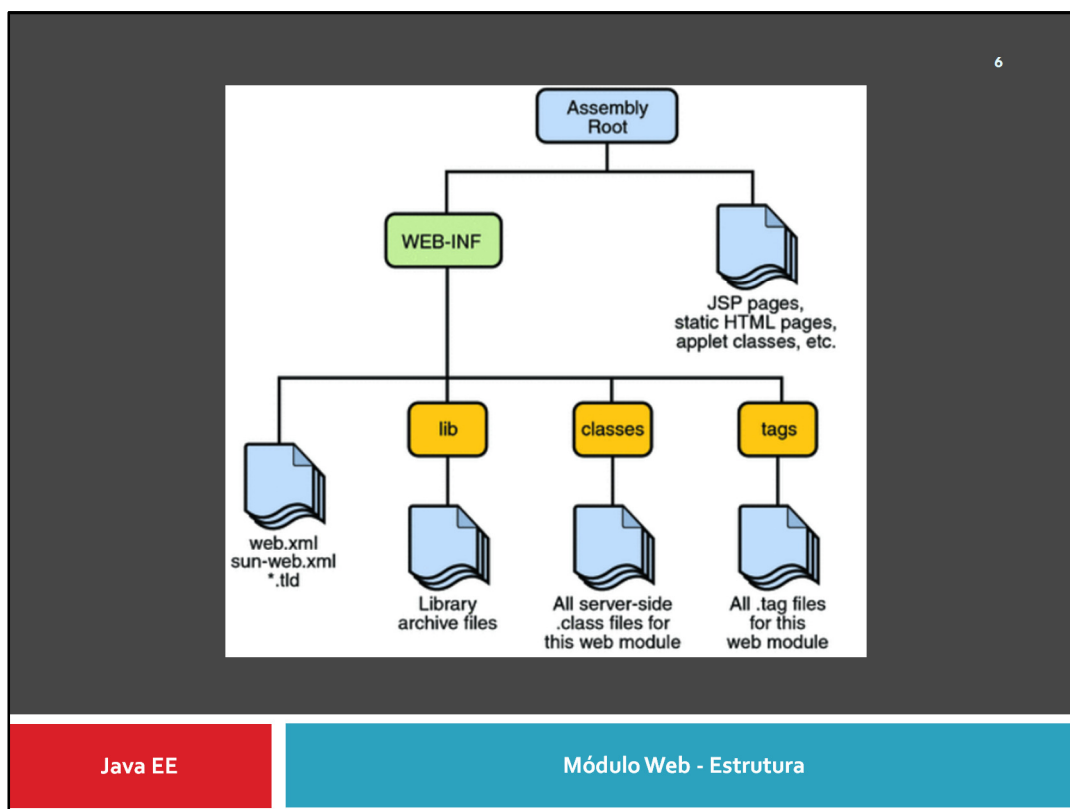 6
Assembly
Root
WEB-INF
JSP pages,
static HTML pages,
applet classes, etc.
lib
classes
tags
web.xml
sun-web.xml
*.tld
Library
archive files
All server-side
.class files for
this web module
All .tag files
for this
web module
Java EE
Módulo Web - Estrutura